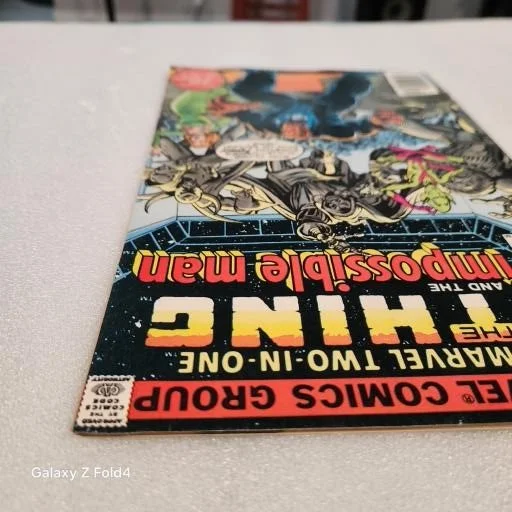 VEL COMICS GROUP
MARVEL TWO-IN-ONE
THE
THING
AND THE
impossible man
APPROVED
BY THE
COMICS
CODE
AUTHORITY
Galaxy Z Fold4